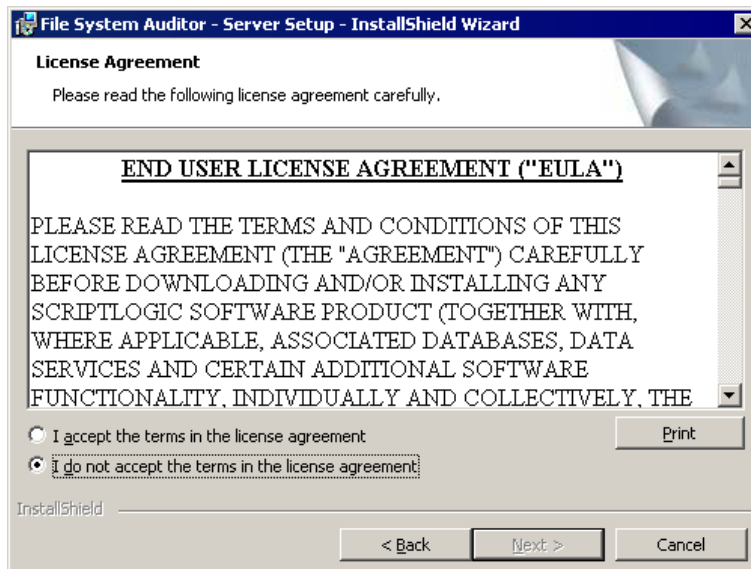 File System Auditor - Server Setup - InstallShield Wizard
License Agreement
Please read the following license agreement carefully.
END USER LICENSE AGREEMENT ("EULA")
PLEASE READ THE TERMS AND CONDITIONS OF THIS
LICENSE AGREEMENT (THE "AGREEMENT") CAREFULLY
BEFORE DOWNLOADING AND/OR INSTALLING ANY
SCRIPTLOGIC SOFTWARE PRODUCT (TOGETHER WITH,
WHERE APPLICABLE, ASSOCIATED DATABASES, DATA
SERVICES AND CERTAIN ADDITIONAL SOFTWARE
FUNCTIONALITY, INDIVIDUALLY AND COLLECTIVELY, THE
I accept the terms in the license agreement
Print
I do not accept the terms in the license agreement
InstallShield
< Back Next > Cancel